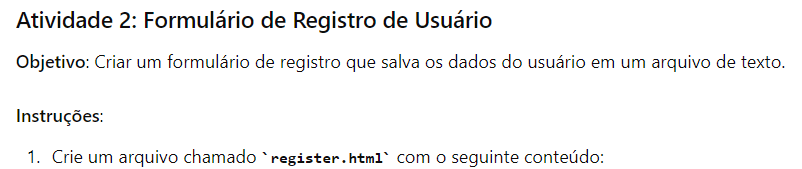 Atividade 2: Formulário de Registro de Usuário
Objetivo: Criar um formulário de registro que salva os dados do usuário em um arquivo de texto.
Instruções:
1. Crie um arquivo chamado `register.html` com o seguinte conteúdo: